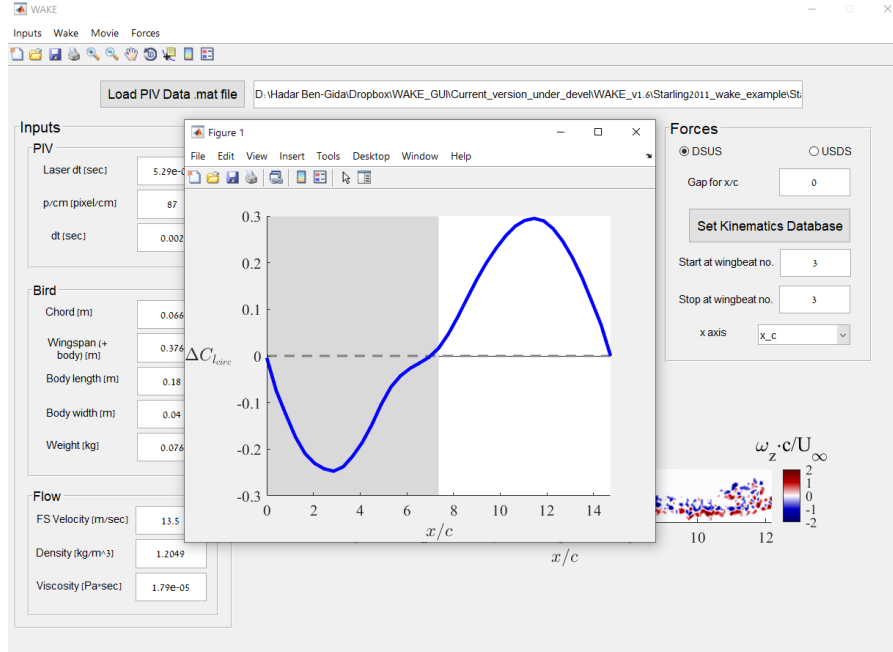 WAKE
Inputs Wake Movie Forces
Load PIV Data .mat file
D:\Hadar Ben-Gida\Dropbox\WAKE_GUI\Current_version_under_devel\WAKE_v1.6\Starling2011_wake_example\Sta
Inputs
PIV
Laser dt [sec] 5.29e-0
p/cm [pixel/cm] 87
dt [sec] 0.002
Bird
Chord [m] 0.066
Wingspan (+
body) [m] 0.376
Body length [m] 0.18
Body width [m] 0.04
Weight [kg] 0.076
Flow
FS Velocity [m/sec] 13.5
Density [kg/m^3] 1.2049
Viscosity [Pa*sec] 1.79e-05
Figure 1
File Edit View Insert Tools Desktop Window Help
0.3
0.2
0.1
0
-0.1
-0.2
-0.3
ΔC_{l_{circ}}
0 2 4 6 8 10 12 14
x/c
Forces
DSUS USDS
Gap for x/c 0
Set Kinematics Database
Start at wingbeat no. 3
Stop at wingbeat no. 3
x axis x_c
ω_z·c/U_∞
2
1
0
-1
-2
10 12
x/c